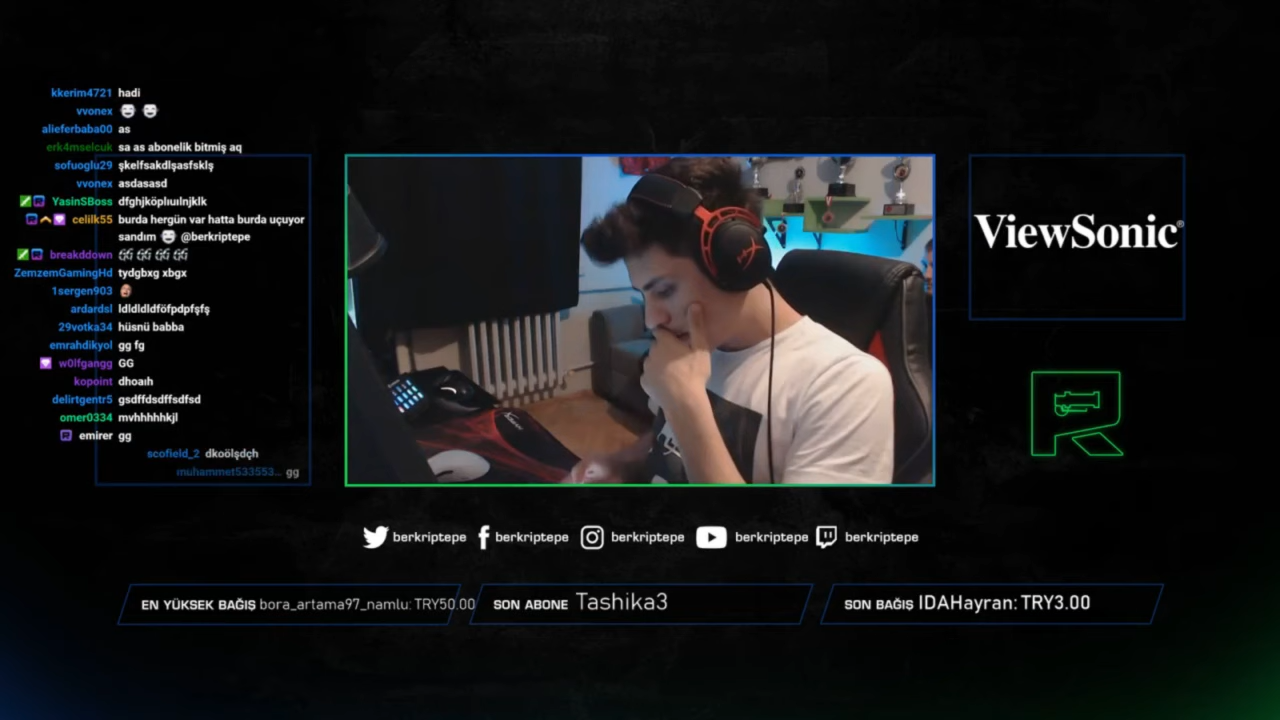 kkerim4721 hadi
vvonex
alieferbaba00 as
erk4mselcuk sa as abonelik bitmiş aq
sofuoglu29 şkelfsakdlşasfsklş
vvonex asdasasd
YasinSBoss dfghjköplıuılnjklk
celilk55 burda hergün var hatta burda uçuyor
sandım @berkriptepe
breakddown
ZemzemGamingHd tydgbxg xbgx
1sergen903
ardardsl ldldldldföfpdpfşfş
29votka34 hüsnü babba
emrahdikyol gg fg
w0lfgangg GG
kopoint dhoaıh
delirtgentr5 gsdffdsdffsdfsd
omer0334 mvhhhhhkjl
emirer gg
scofield_2 dkoölşdçh
muhammet533553... gg
ViewSonic®
berkriptepe berkriptepe berkriptepe berkriptepe berkriptepe
EN YÜKSEK BAĞIŞ bora_artama97_namlu: TRY50.00
SON ABONE Tashika3
SON BAĞIŞ IDAHayran: TRY3.00